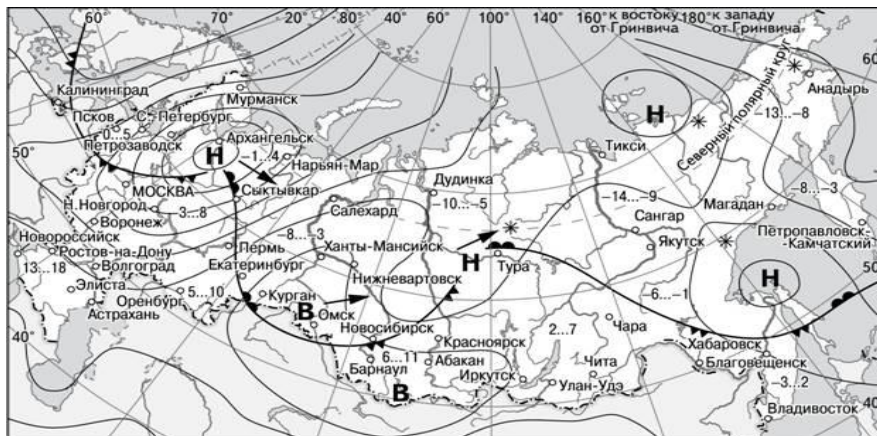 60° 70° 20° 80° 40° 60° 100° 140° 160° к востоку 180° к западу
от Гринвича от Гринвича
Северный полярный круг
60
Анадырь
Калининград
Мурманск
Псков С.-Петербург
0...5
Петрозаводск
Архангельск
Н
-1...4
Нарьян-Мар
Н
-13...-8
Тикси
50°
МОСКВА
Сыктывкар
Дудинка
-10...-5
-14...-9
-8...-3
Магадан
Н.Новгород
Воронеж
3...8
Салехард
-8...-3
Сангар
Якутск
Петропавловск-
Камчатский
Новороссийск
Ростов-на-Дону
Волгоград
13...18
Пермь
Ханты-Мансийск
Екатеринбург
Нижневартовск
Н
Тура
Н
50
Элиста
Оренбург
5...10
Астрахань
Курган
В
Омск
-6...-1
40°
Новосибирск
2...7
Чара
Хабаровск
6...11
Красноярск
Барнаул
Абакан
Чита
Благовещенск
В
Иркутск
Улан-Удэ
-3...2
Владивосток
40